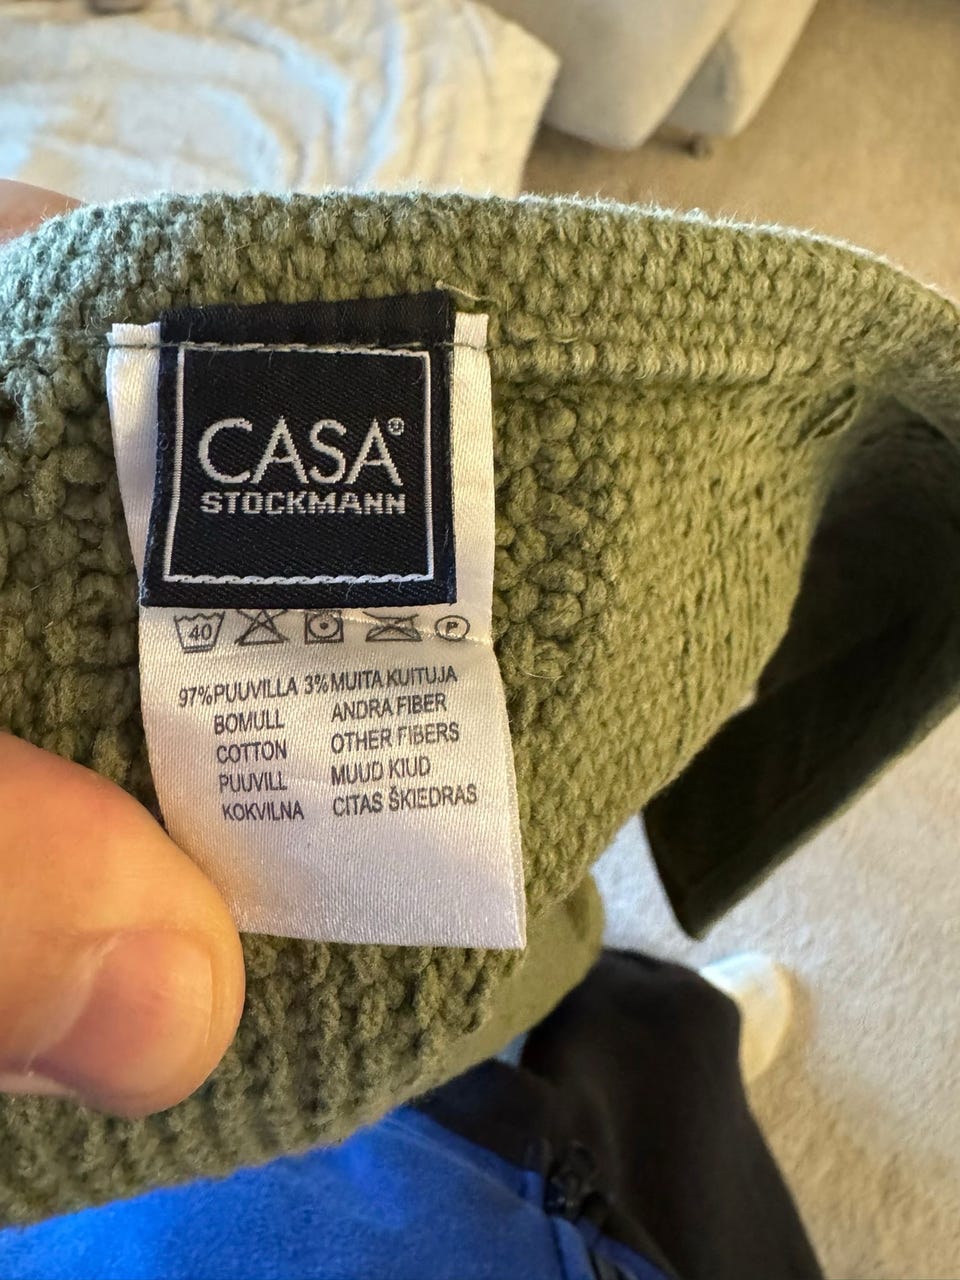 CASA®
STOCKMANN
40 P
97% PUUVILLA 3% MUITA KUITUJA
BOMULL ANDRA FIBER
COTTON OTHER FIBERS
PUUVILL MUUD KIUD
KOKVILNA CITAS ŠKIEDRAS